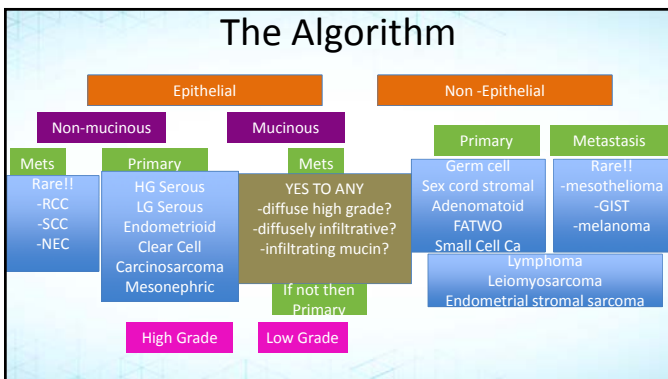 The Algorithm
Epithelial
Non -Epithelial
Non-mucinous
Mucinous
Primary
Metastasis
Mets
Primary
Mets
Rare!!
-RCC
-SCC
-NEC
HG Serous
LG Serous
Endometrioid
Clear Cell
Carcinosarcoma
Mesonephric
YES TO ANY
-diffuse high grade?
-diffusely infiltrative?
-infiltrating mucin?
If not then
Primary
Germ cell
Sex cord stromal
Adenomatoid
FATWO
Small Cell Ca
Rare!!
-mesothelioma
-GIST
-melanoma
Lymphoma
Leiomyosarcoma
Endometrial stromal sarcoma
High Grade
Low Grade